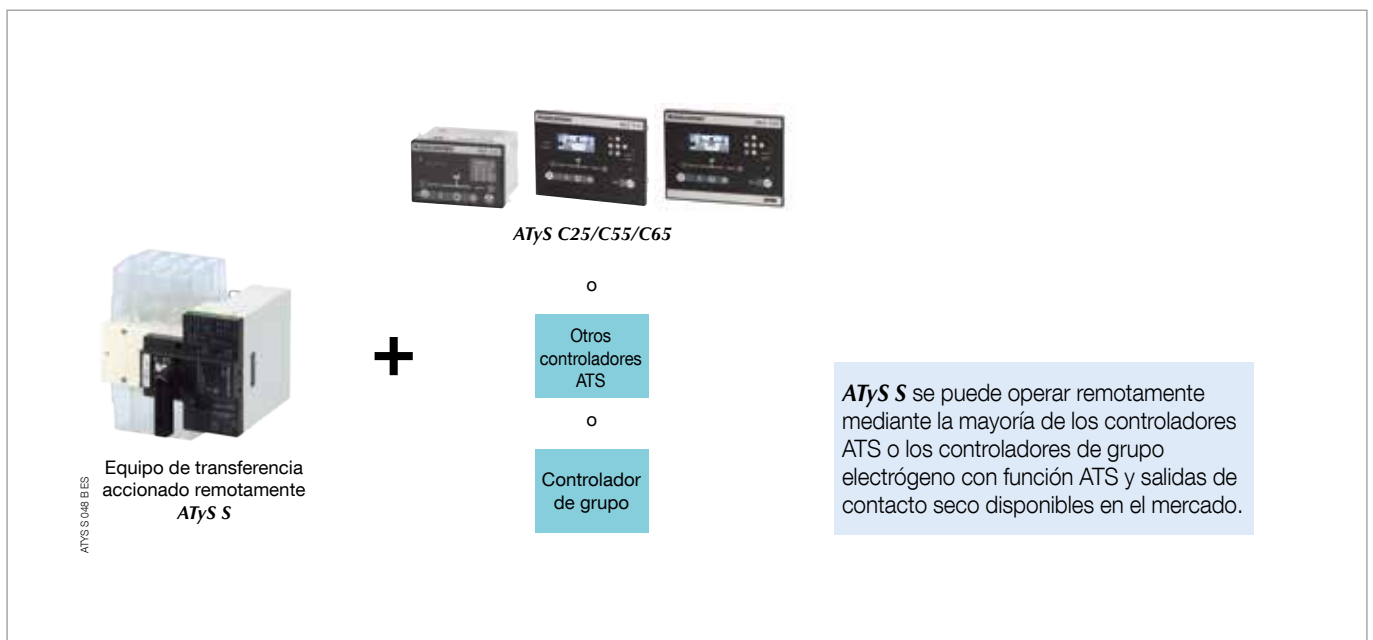 ATyS C25/C55/C65
o
Otros
controladores
ATS
o
Controlador
de grupo
+
Equipo de transferencia
accionado remotamente
ATyS S
ATyS S se puede operar remotamente
mediante la mayoría de los controladores
ATS o los controladores de grupo
electrógeno con función ATS y salidas de
contacto seco disponibles en el mercado.
ATYS S 048 B ES